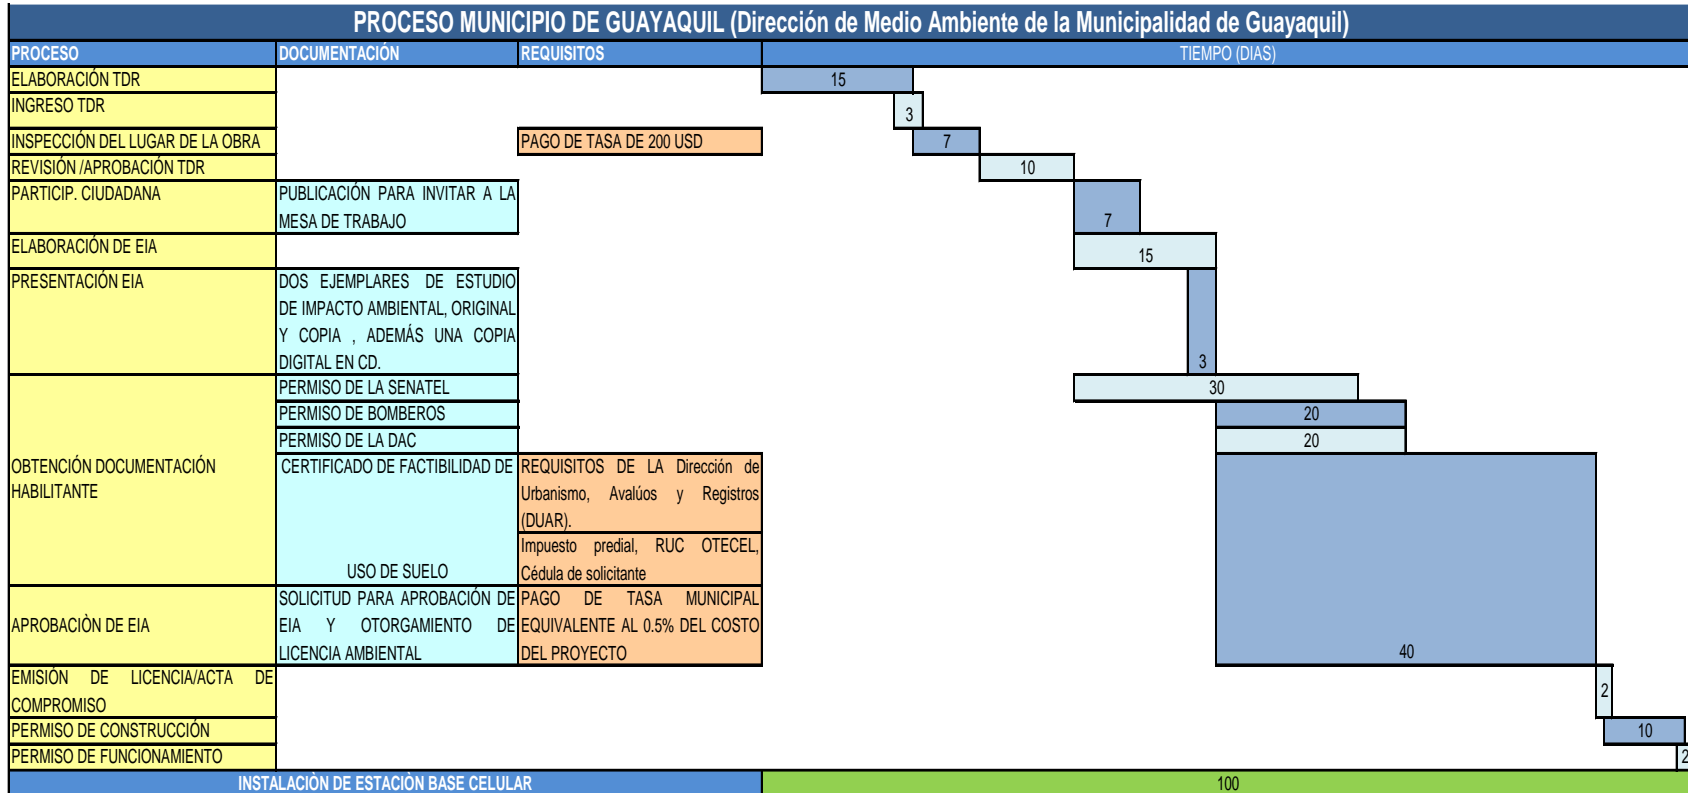 PROCESO MUNICIPIO DE GUAYAQUIL (Dirección de Medio Ambiente de la Municipalidad de Guayaquil)
PROCESO DOCUMENTACIÓN REQUISITOS TIEMPO (DIAS)
ELABORACIÓN TDR 15
INGRESO TDR 3
INSPECCIÓN DEL LUGAR DE LA OBRA PAGO DE TASA DE 200 USD 7
REVISIÓN /APROBACIÓN TDR 10
PARTICIP. CIUDADANA PUBLICACIÓN PARA INVITAR A LA
MESA DE TRABAJO 7
ELABORACIÓN DE EIA 15
PRESENTACIÓN EIA DOS EJEMPLARES DE ESTUDIO
DE IMPACTO AMBIENTAL, ORIGINAL
Y COPIA , ADEMÁS UNA COPIA
DIGITAL EN CD. 3
PERMISO DE LA SENATEL 30
PERMISO DE BOMBEROS 20
PERMISO DE LA DAC 20
OBTENCIÓN DOCUMENTACIÓN
HABILITANTE
CERTIFICADO DE FACTIBILIDAD DE
USO DE SUELO
REQUISITOS DE LA Dirección de
Urbanismo, Avalúos y Registros
(DUAR).
Impuesto predial, RUC OTECEL,
Cédula de solicitante
APROBACIÒN DE EIA
SOLICITUD PARA APROBACIÓN DE
EIA Y OTORGAMIENTO DE
LICENCIA AMBIENTAL
PAGO DE TASA MUNICIPAL
EQUIVALENTE AL 0.5% DEL COSTO
DEL PROYECTO
40
EMISIÓN DE LICENCIA/ACTA DE
COMPROMISO 2
PERMISO DE CONSTRUCCIÓN 10
PERMISO DE FUNCIONAMIENTO 2
INSTALACIÒN DE ESTACIÒN BASE CELULAR 100